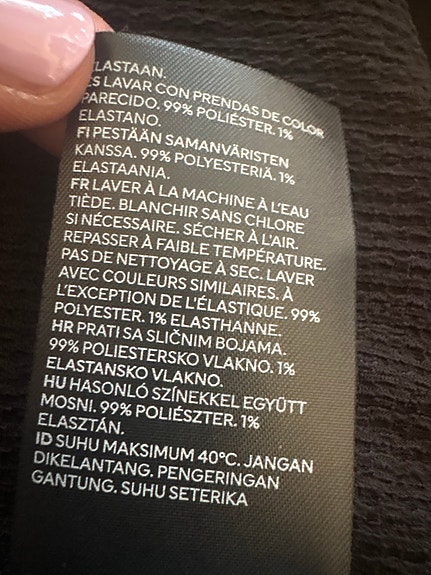 ELASTAAN.
ES LAVAR CON PRENDAS DE COLOR
PARECIDO. 99% POLIÉSTER. 1%
ELASTANO.
FI PESTÄÄN SAMANVÄRISTEN
KANSSA. 99% POLYESTERIÄ. 1%
ELASTAANIA.
FR LAVER À LA MACHINE À L'EAU
TIÈDE. BLANCHIR SANS CHLORE
SI NÉCESSAIRE. SÉCHER À L'AIR.
REPASSER À FAIBLE TEMPÉRATURE.
PAS DE NETTOYAGE À SEC. LAVER
AVEC COULEURS SIMILAIRES. À
L'EXCEPTION DE L'ÉLASTIQUE. 99%
POLYESTER. 1% ELASTHANNE.
HR PRATI SA SLIČNIM BOJAMA.
99% POLIESTERSKO VLAKNO. 1%
ELASTANSKO VLAKNO.
HU HASONLÓ SZÍNEKKEL EGYÜTT
MOSNI. 99% POLIÉSZTER. 1%
ELASZTÁN.
ID SUHU MAKSIMUM 40°C. JANGAN
DIKELANTANG. PENGERINGAN
GANTUNG. SUHU SETERIKA